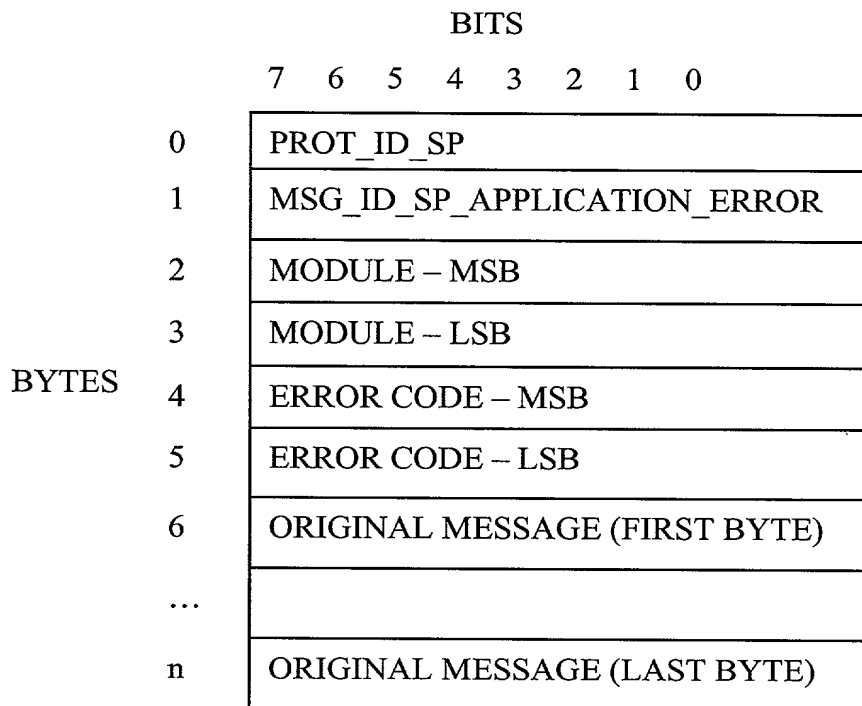 BITS
7 6 5 4 3 2 1 0
0 PROT_ID_SP
1 MSG_ID_SP_APPLICATION_ERROR
2 MODULE – MSB
3 MODULE – LSB
BYTES
4 ERROR CODE – MSB
5 ERROR CODE – LSB
6 ORIGINAL MESSAGE (FIRST BYTE)
...
n ORIGINAL MESSAGE (LAST BYTE)